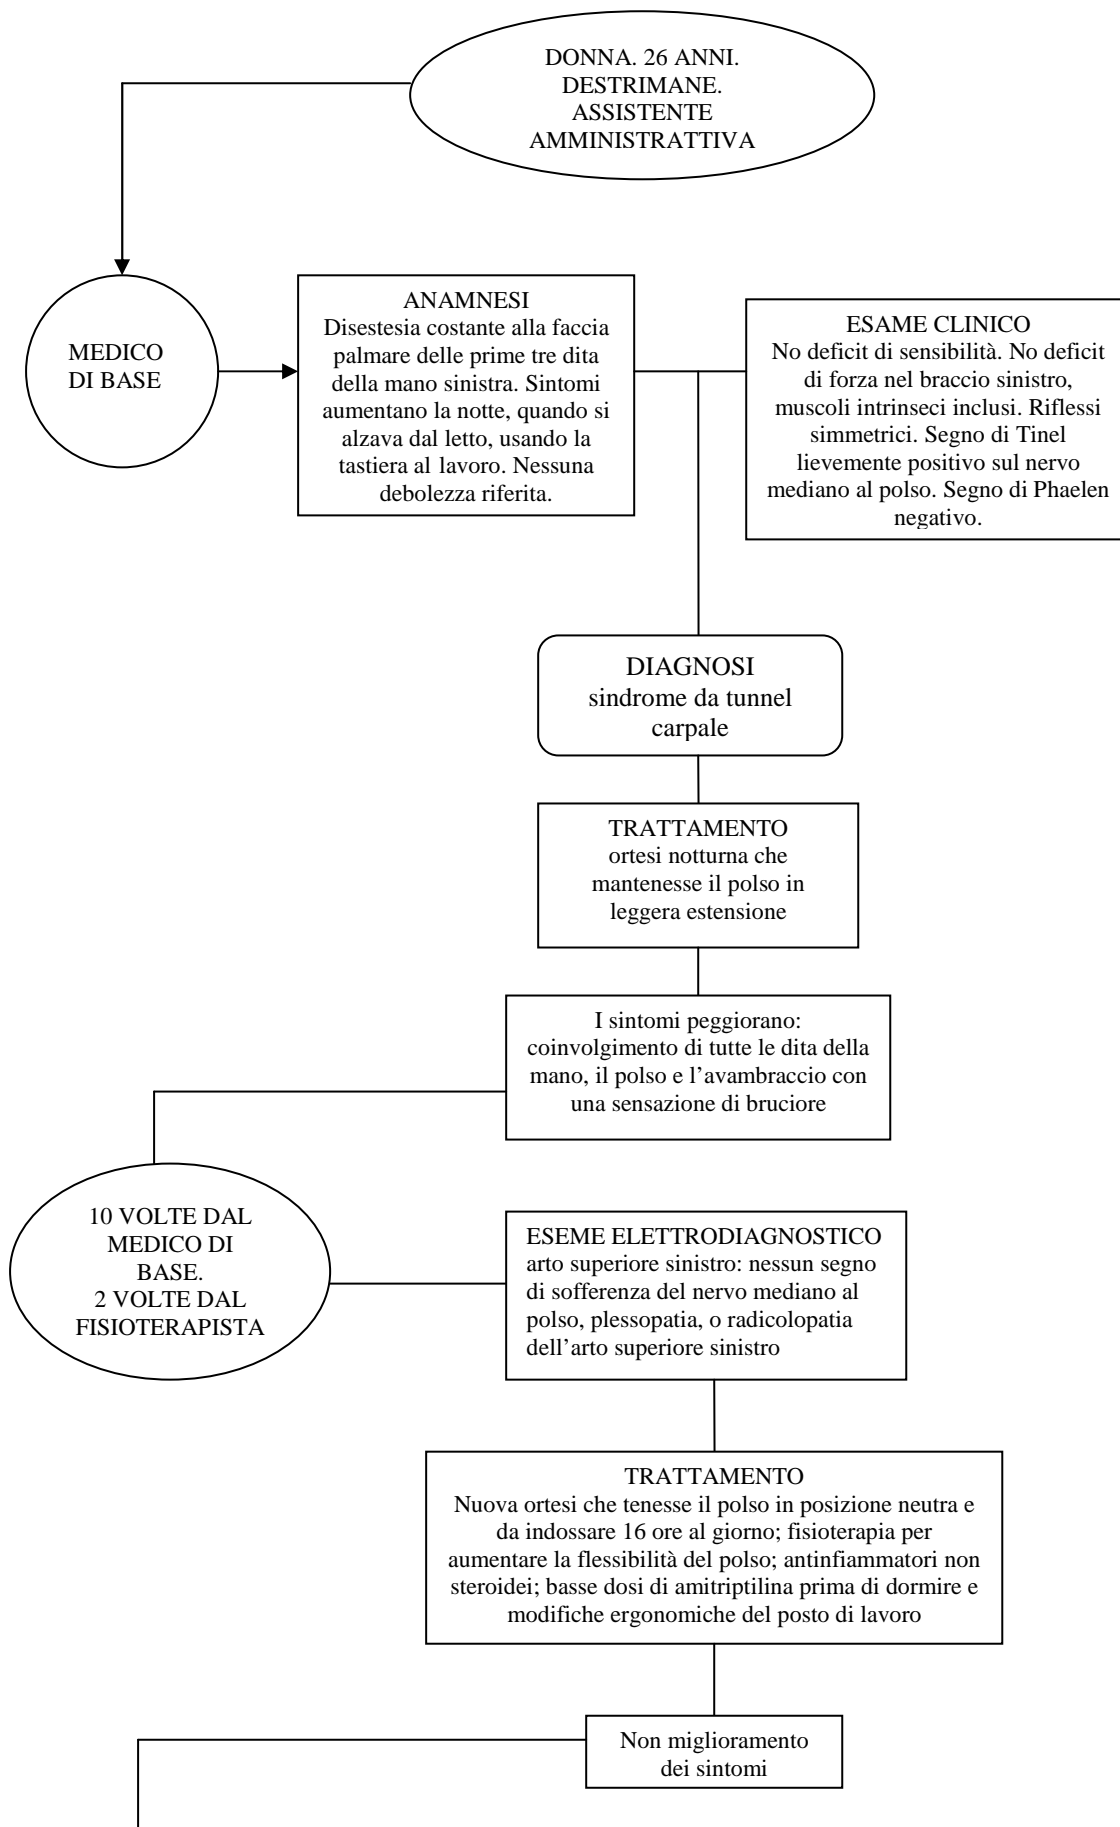 DONNA. 26 ANNI.
DESTRIMANE.
ASSISTENTE
AMMINISTRATTIVA
MEDICO
DI BASE
ANAMNESI
Disestesia costante alla faccia
palmare delle prime tre dita
della mano sinistra. Sintomi
aumentano la notte, quando si
alzava dal letto, usando la
tastiera al lavoro. Nessuna
debolezza riferita.
ESAME CLINICO
No deficit di sensibilità. No deficit
di forza nel braccio sinistro,
muscoli intrinseci inclusi. Riflessi
simmetrici. Segno di Tinel
lievemente positivo sul nervo
mediano al polso. Segno di Phaelen
negativo.
DIAGNOSI
sindrome da tunnel
carpale
TRATTAMENTO
ortesi notturna che
mantenesse il polso in
leggera estensione
I sintomi peggiorano:
coinvolgimento di tutte le dita della
mano, il polso e l’avambraccio con
una sensazione di bruciore
10 VOLTE DAL
MEDICO DI
BASE.
2 VOLTE DAL
FISIOTERAPISTA
ESEME ELETTRODIAGNOSTICO
arto superiore sinistro: nessun segno
di sofferenza del nervo mediano al
polso, plessopatia, o radicolopatia
dell’arto superiore sinistro
TRATTAMENTO
Nuova ortesi che tenesse il polso in posizione neutra e
da indossare 16 ore al giorno; fisioterapia per
aumentare la flessibilità del polso; antinfiammatori non
steroidei; basse dosi di amitriptilina prima di dormire e
modifiche ergonomiche del posto di lavoro
Non miglioramento
dei sintomi